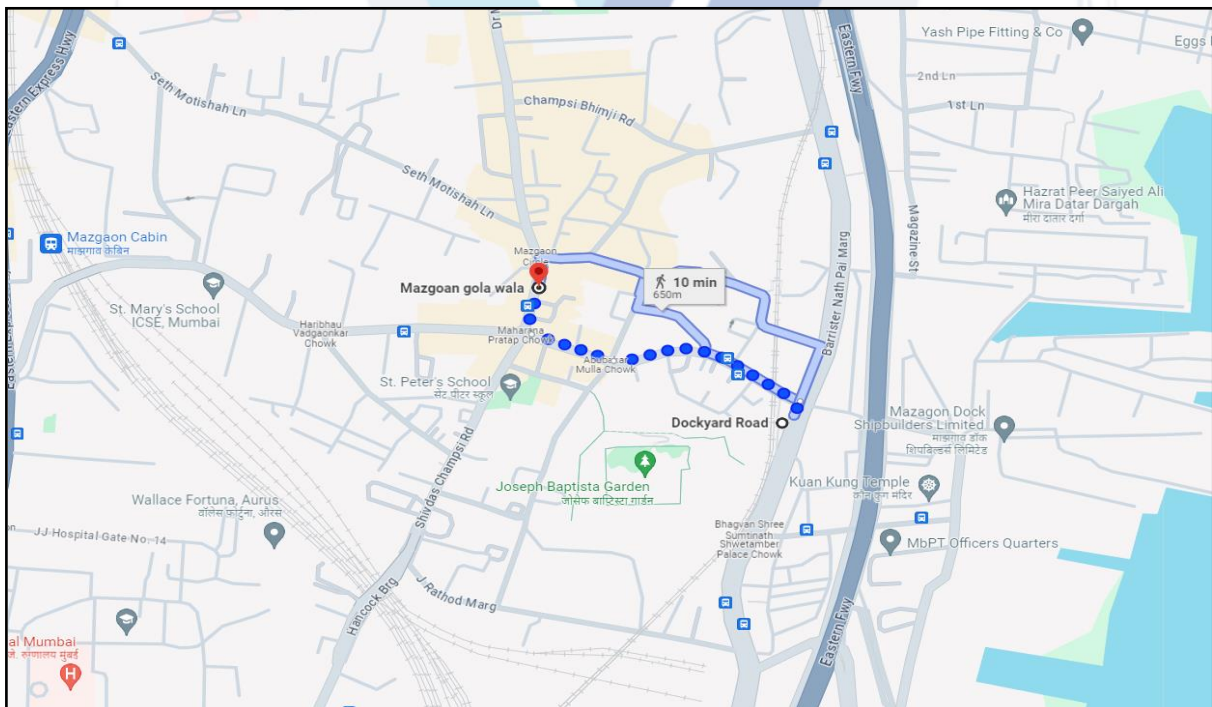 Eastern Express Hwy
Seth Motishah Ln
Dr N
Champsi Bhimji Rd
Eastern Fwy
Yash Pipe Fitting & Co
Eggs
2nd Ln
1st Ln
Seth Motishah Ln
Mazgaon Cabin
माझगाव केबिन
St. Mary's School
ICSE, Mumbai
Haribhau
Vadgaonkar
Chowk
Mazgaon
Circle
Mazgoan gola wala
Maharana
Pratap Chowk
10 min
650m
Mulla Chowk
Barrister Nath Pai Marg
Magazine St
Hazrat Peer Saiyed Ali
Mira Datar Dargah
मीरा दातार दर्गा
St. Peter's School
सेंट पीटर स्कूल
Dockyard Road
Mazagon Dock
Shipbuilders Limited
माझगाव डॉक
शिपबिल्डर्स लिमिटेड
Joseph Baptista Garden
जोसेफ बाप्टिस्टा गार्डन
Kuan Kung Temple
Wallace Fortuna, Aurus
वॉलेस फॉर्चुना, औरस
Shivdas Champsi Rd
Bhagvan Shree
Sumtinath
Shwetamber
Palace Chowk
MbPT Officers Quarters
JJ Hospital Gate No. 14
J Rathod Marg
Hancock Brg
Eastern Fwy
al Mumbai
जे. रुग्णालय मुंबई
H